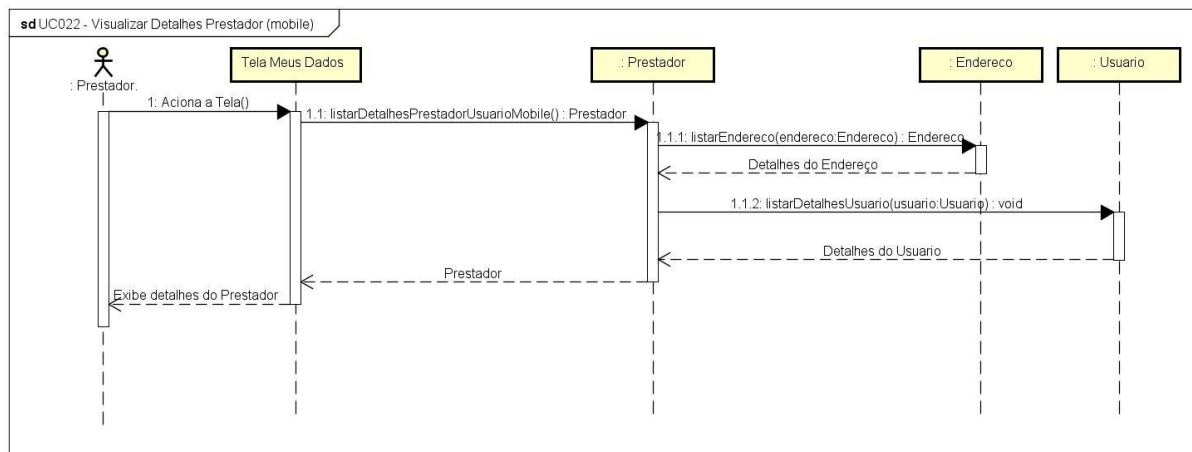 sd UC022 - Visualizar Detalhes Prestador (mobile)
: Prestador.
Tela Meus Dados
: Prestador
: Endereco
: Usuario
1: Aciona a Tela()
1.1: listarDetalhesPrestadorUsuarioMobile() : Prestador
1.1.1: listarEndereco(endereco:Endereco) : Endereco
Detalhes do Endereço
1.1.2: listarDetalhesUsuario(usuario:Usuario) : void
Detalhes do Usuario
Prestador
Exibe detalhes do Prestador